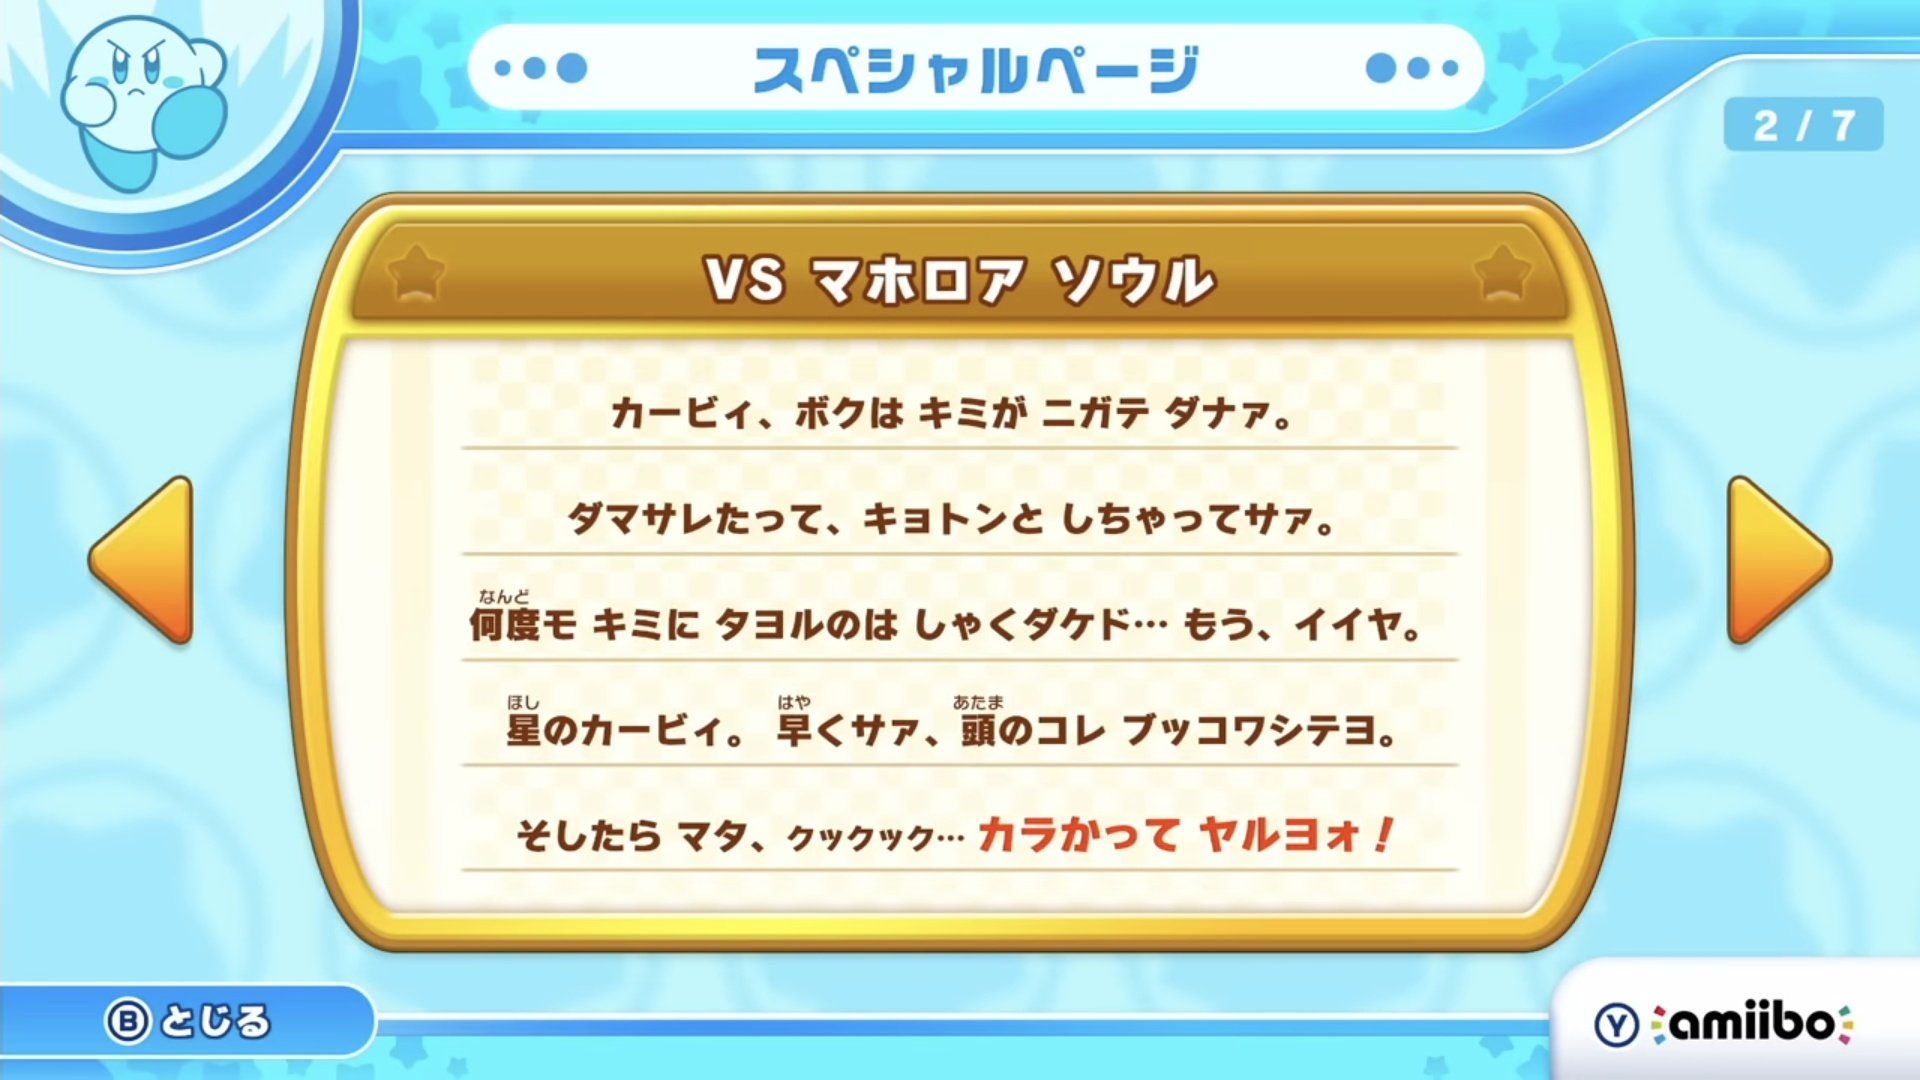 スペシャルページ
2 / 7
VS マホロア ソウル
カービィ、ボクは キミが ニガテ ダナァ。
ダマサレたって、キョトンと しちゃってサァ。
なんど
何度モ キミに タヨルのは しゃくダケド… もう、イイヤ。
ほし はや あたま
星のカービィ。 早くサァ、頭のコレ ブッコワシテヨ。
そしたら マタ、クックック… カラかって ヤルヨォ！
B とじる
Y amiibo